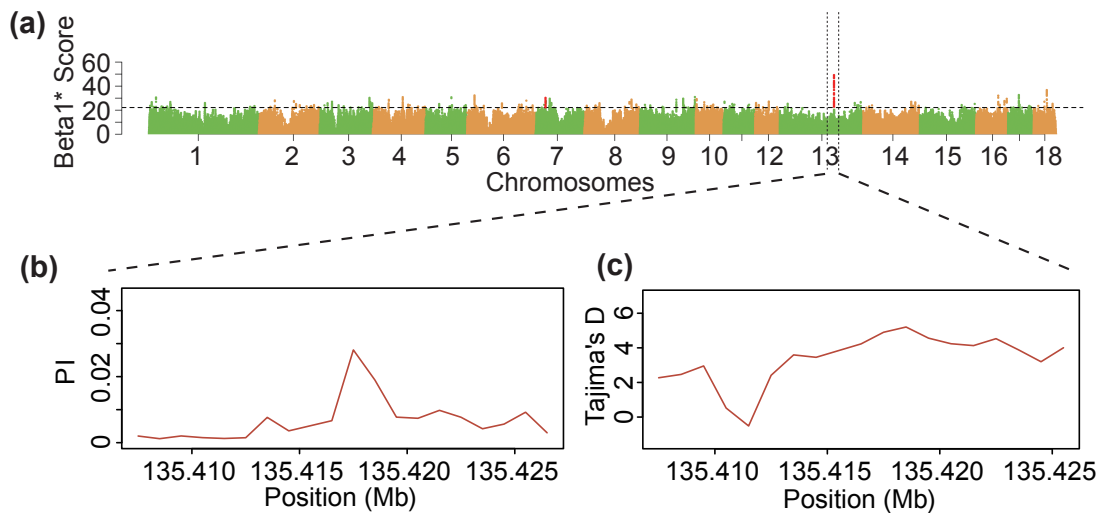 (a)
Beta1* Score
60
40
20
0
1 2 3 4 5 6 7 8 9 10 12 13 14 15 16 18
Chromosomes
(b)
PI
0.04
0.02
0
135.410 135.417 135.420 135.425
Position (Mb)
(c)
Tajima's D
6
4
2
0
135.410 135.415 135.420 135.425
Position (Mb)